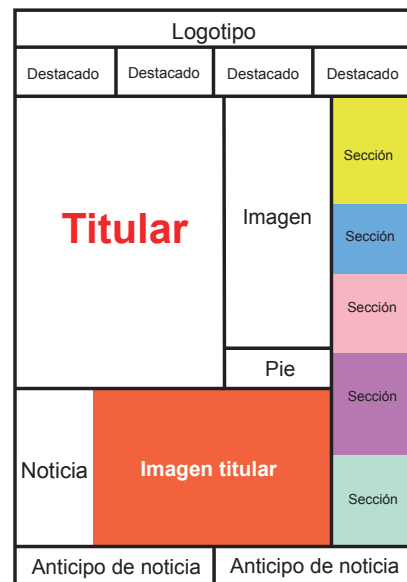 Logotipo
Destacado
Destacado
Destacado
Destacado
Titular
Imagen
Pie
Sección
Sección
Sección
Sección
Sección
Noticia
Imagen titular
Anticipo de noticia
Anticipo de noticia